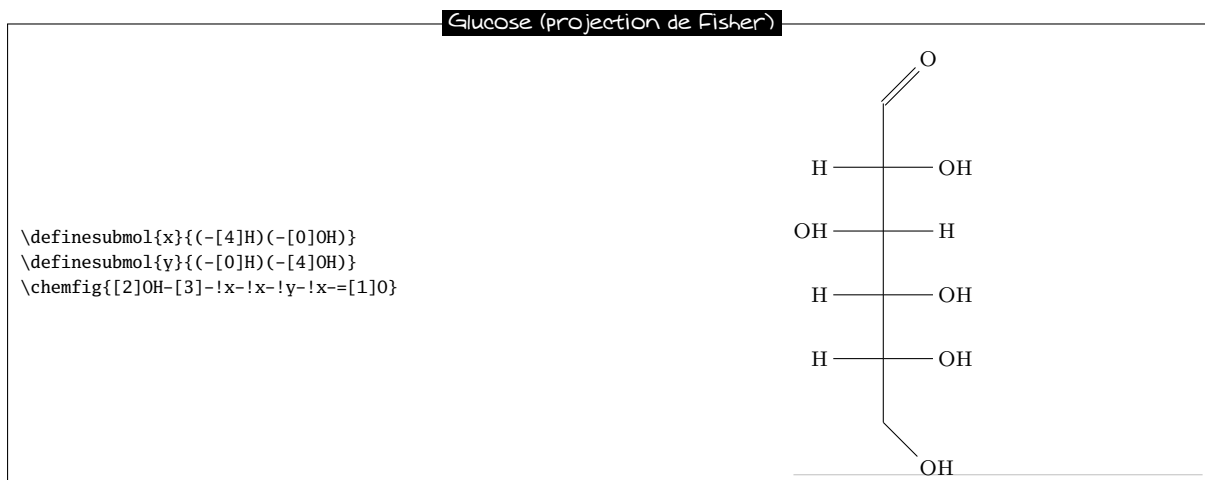 Glucose (projection de Fisher)
\definesubmol{x}{(-[4]H)(-[0]OH)}
\definesubmol{y}{(-[0]H)(-[4]OH)}
\chemfig{[2]OH-[3]-!x-!x-!y-!x-=[1]O}
O
H OH
OH H
H OH
H OH
OH